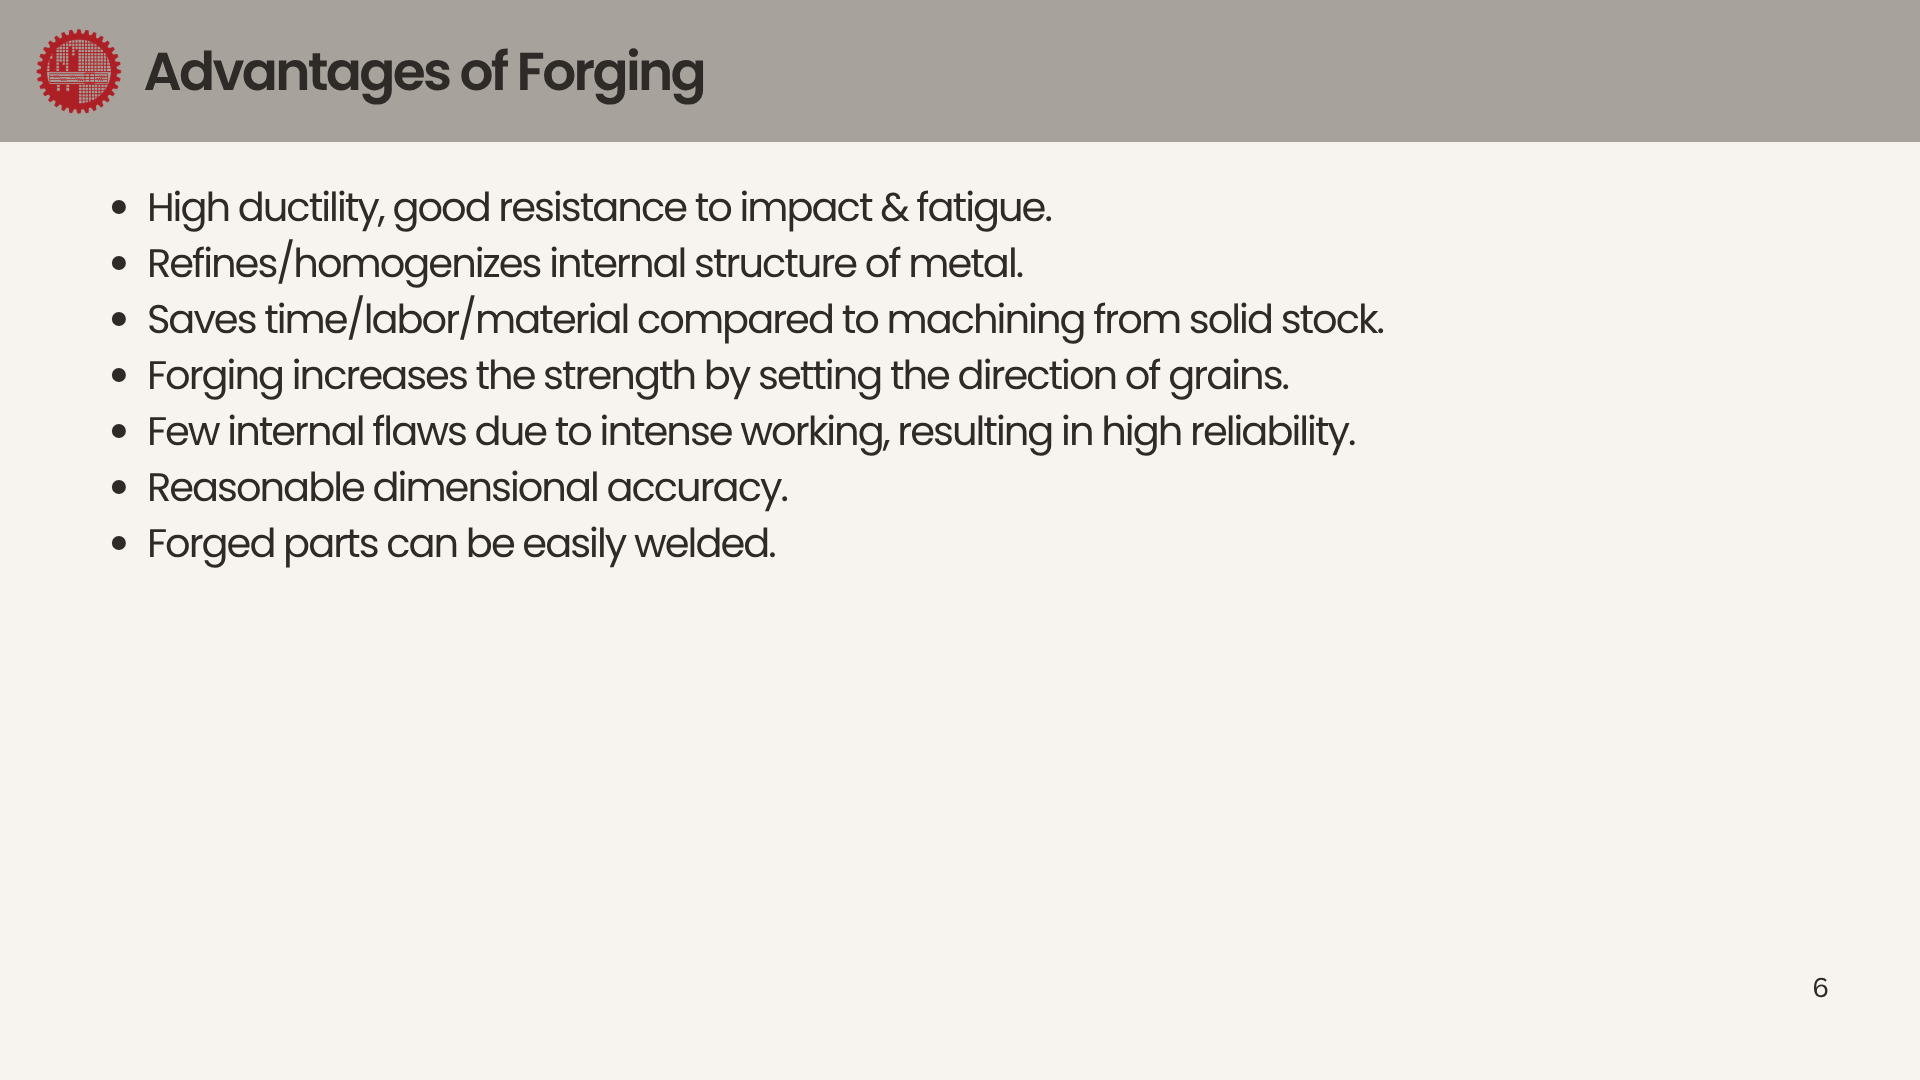 Advantages of Forging
• High ductility, good resistance to impact & fatigue.
• Refines/homogenizes internal structure of metal.
• Saves time/labor/material compared to machining from solid stock.
• Forging increases the strength by setting the direction of grains.
• Few internal flaws due to intense working, resulting in high reliability.
• Reasonable dimensional accuracy.
• Forged parts can be easily welded.
6